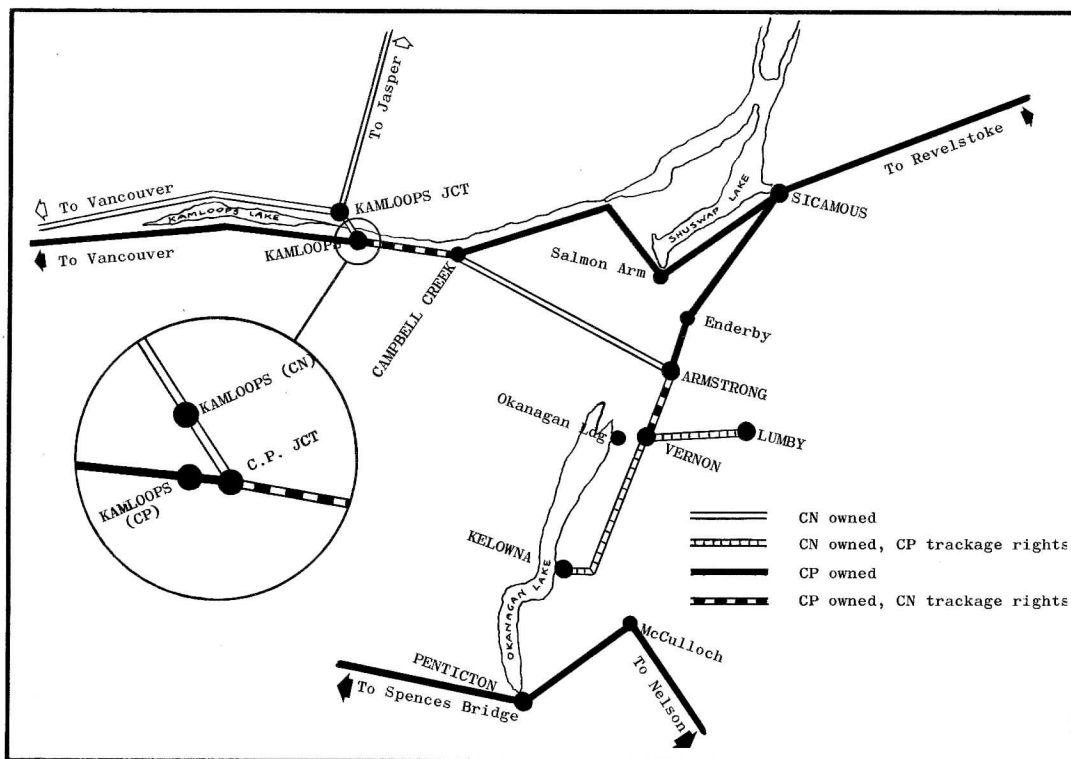 To Jasper
To Revelstoke
To Vancouver
KAMLOOPS JCT
KAMLOOPS LAKE
SHUSWAP LAKE
SICAMOUS
KAMLOOPS
To Vancouver
Salmon Arm
CAMPBELL CREEK
Enderby
KAMLOOPS (CN)
ARMSTRONG
Okanagan Ldg
LUMBY
VERNON
C.P. JCT
KAMLOOPS
(CP)
KELOWNA
CN owned
CN owned, CP trackage rights
CP owned
CP owned, CN trackage rights
OKANAGAN LAKE
McCulloch
PENTICTON
To Spences Bridge
To Nelson